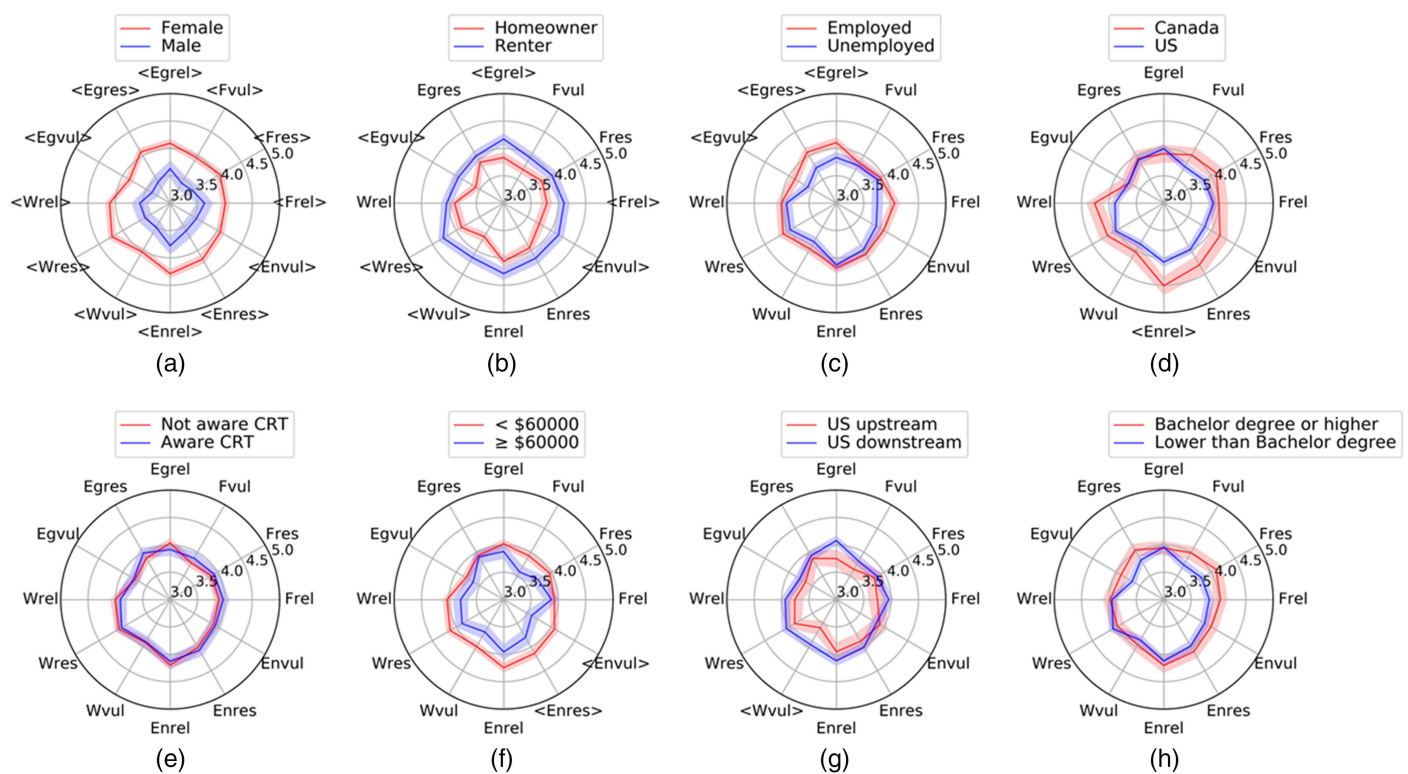 Female
Male
Homeowner
Renter
Employed
Unemployed
Canada
US
<Egrel>
<Egres>
<Fvul>
<Egvul>
<Fres>
5.0
4.5
4.0
3.5
3.0
<Wrel>
<Frel>
<Wres>
<Envul>
<Wvul>
<Enres>
<Enrel>
(a)
<Egrel>
Egres
Fvul
<Egvul>
Fres
5.0
4.5
4.0
3.5
3.0
Wrel
<Frel>
<Wres>
<Envul>
<Wvul>
Enres
Enrel
(b)
<Egrel>
<Egres>
Fvul
<Egvul>
Fres
5.0
4.5
4.0
3.5
3.0
Wrel
Frel
Wres
Envul
Wvul
Enres
Enrel
(c)
Egrel
Egres
Fvul
Egvul
Fres
5.0
4.5
4.0
3.5
3.0
Wrel
Frel
Wres
Envul
Wvul
Enres
<Enrel>
(d)
Not aware CRT
Aware CRT
< $60000
≥ $60000
US upstream
US downstream
Bachelor degree or higher
Lower than Bachelor degree
Egrel
Egres
Fvul
Egvul
Fres
5.0
4.5
4.0
3.5
3.0
Wrel
Frel
Wres
Envul
Wvul
Enres
Enrel
(e)
Egrel
Egres
Fvul
Egvul
Fres
5.0
4.5
4.0
3.5
3.0
Wrel
Frel
Wres
<Envul>
Wvul
<Enres>
Enrel
(f)
Egrel
Egres
Fvul
Egvul
Fres
5.0
4.5
4.0
3.5
3.0
Wrel
Frel
Wres
Envul
<Wvul>
Enres
Enrel
(g)
Egrel
Egres
Fvul
Egvul
Fres
5.0
4.5
4.0
3.5
3.0
Wrel
Frel
Wres
Envul
Wvul
Enres
Enrel
(h)